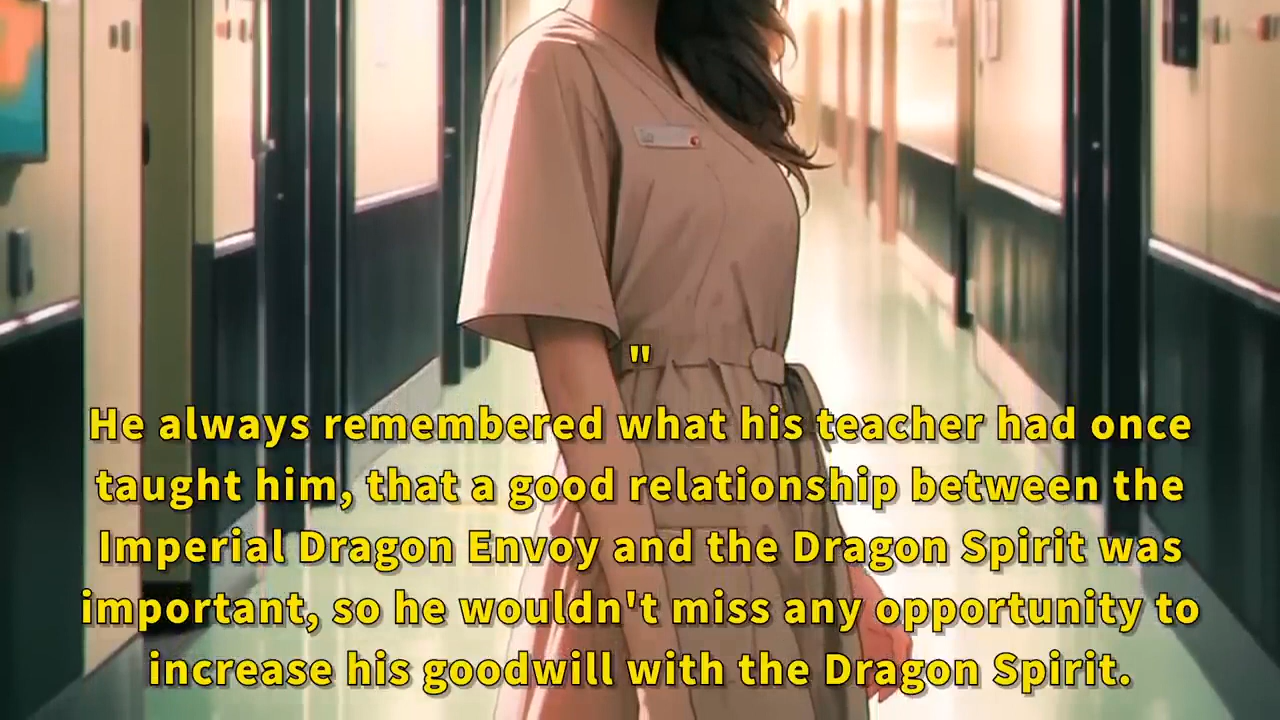 "
He always remembered what his teacher had once
taught him, that a good relationship between the
Imperial Dragon Envoy and the Dragon Spirit was
important, so he wouldn't miss any opportunity to
increase his goodwill with the Dragon Spirit.